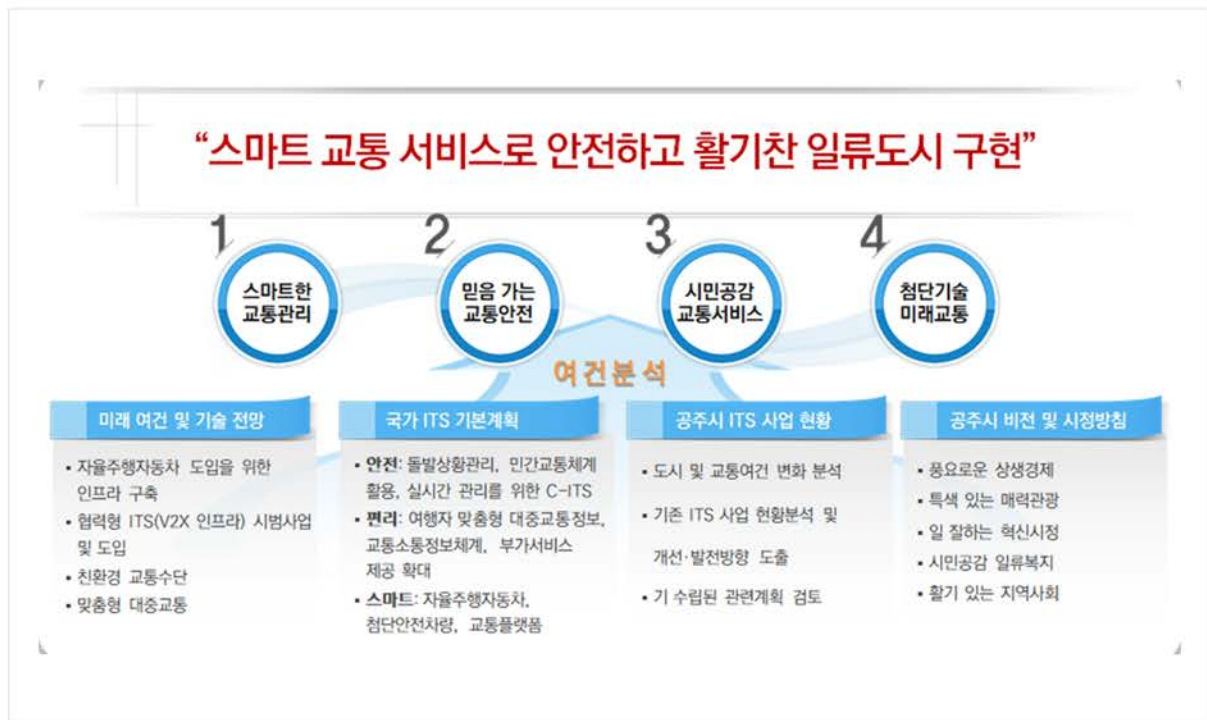 “스마트 교통 서비스로 안전하고 활기찬 일류도시 구현”
1
스마트한
교통관리
2
믿음 가는
교통안전
3
시민공감
교통서비스
4
첨단기술
미래교통
여건분석
미래 여건 및 기술 전망
▪ 자율주행자동차 도입을 위한
인프라 구축
▪ 협력형 ITS(V2X 인프라) 시범사업
및 도입
▪ 친환경 교통수단
▪ 맞춤형 대중교통
국가 ITS 기본계획
▪ 안전: 돌발상황관리, 민간교통체계
활용, 실시간 관리를 위한 C-ITS
▪ 편리: 여행자 맞춤형 대중교통정보,
교통소통정보체계, 부가서비스
제공 확대
▪ 스마트: 자율주행자동차,
첨단안전차량, 교통플랫폼
공주시 ITS 사업 현황
▪ 도시 및 교통여건 변화 분석
▪ 기존 ITS 사업 현황분석 및
개선·발전방향 도출
▪ 기 수립된 관련계획 검토
공주시 비전 및 시정방침
▪ 풍요로운 상생경제
▪ 특색 있는 매력관광
▪ 일 잘하는 혁신시정
▪ 시민공감 일류복지
▪ 활기 있는 지역사회